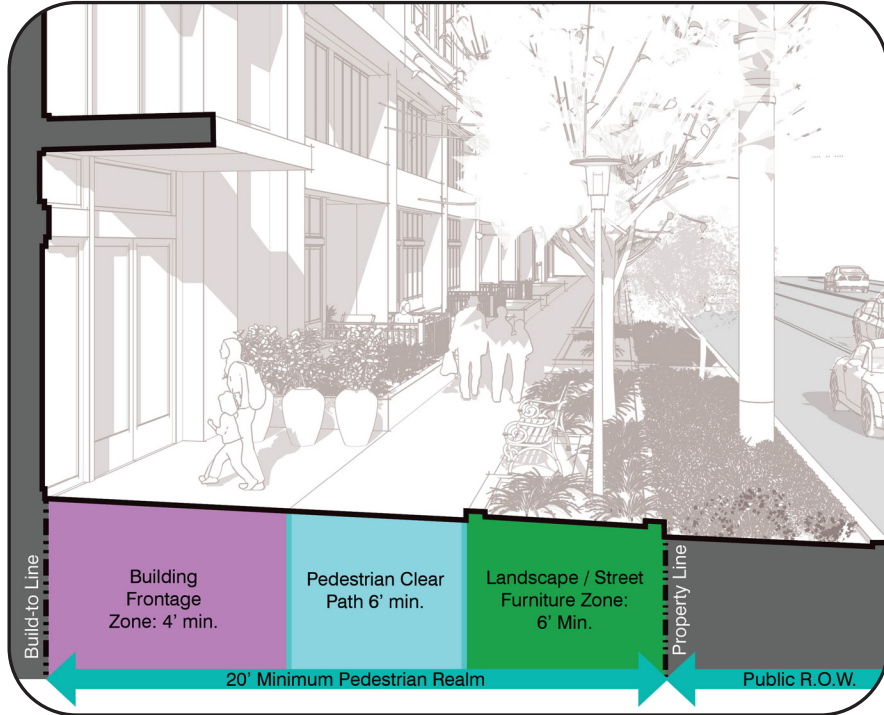 Build-to Line
Building
Frontage
Zone: 4’ min.
Pedestrian Clear
Path 6’ min.
Landscape / Street
Furniture Zone:
6’ Min.
Property Line
20’ Minimum Pedestrian Realm
Public R.O.W.